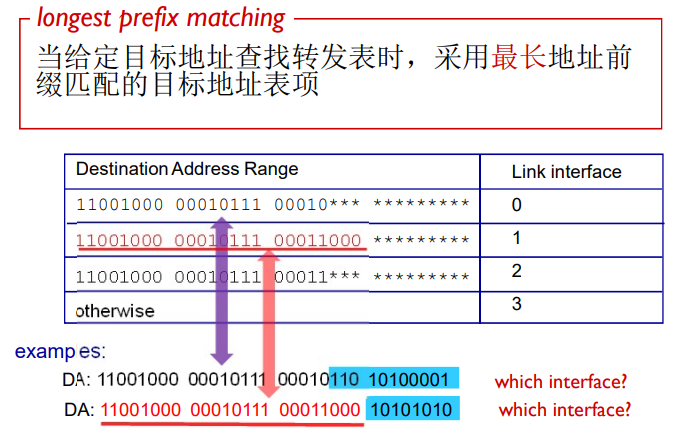 longest prefix matching
当给定目标地址查找转发表时，采用最长地址前
缀匹配的目标地址表项
Destination Address Range Link interface
11001000 00010111 00010*** ********* 0
11001000 00010111 00011000 ********* 1
11001000 00010111 00011*** ********* 2
otherwise 3
examples:
DA: 11001000 00010111 00010110 10100001 which interface?
DA: 11001000 00010111 00011000 10101010 which interface?